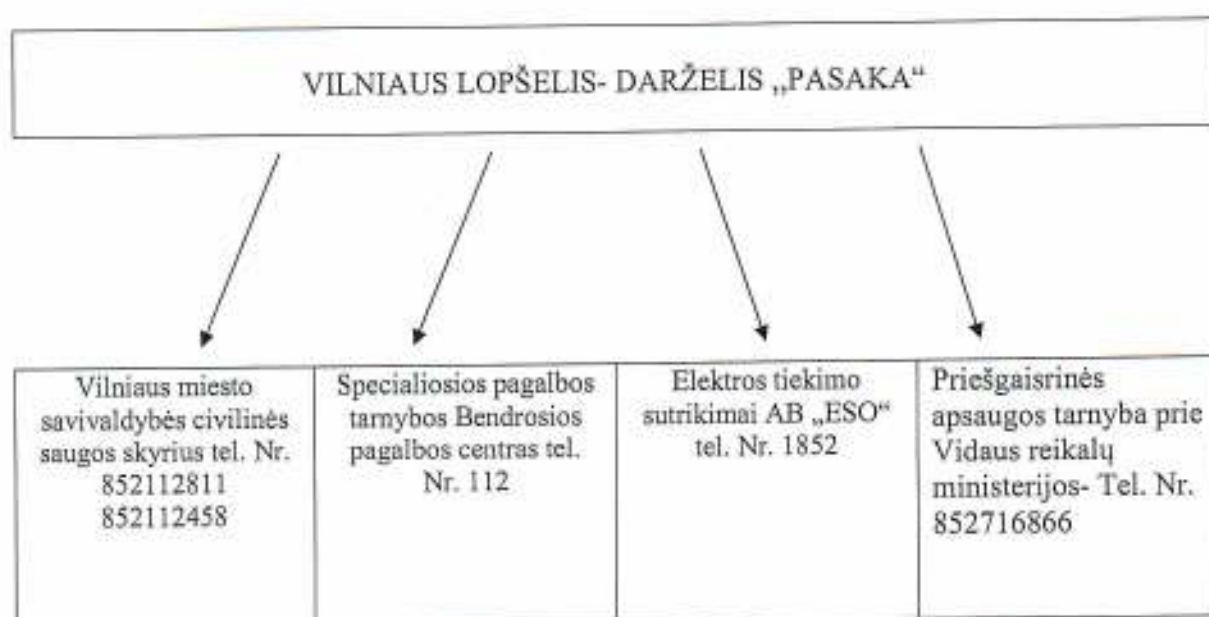 VILNIAUS LOPŠELIS- DARŽELIS „PASAKA“
Vilniaus miesto
savivaldybės civilinės
saugos skyrius tel. Nr.
852112811
852112458
Specialiosios pagalbos
tarnybos Bendrosios
pagalbos centras tel.
Nr. 112
Elektros tiekimo
sutrikimai AB „ESO“
tel. Nr. 1852
Priešgaisrinės
apsaugos tarnyba prie
Vidaus reikalų
ministerijos- Tel. Nr.
852716866